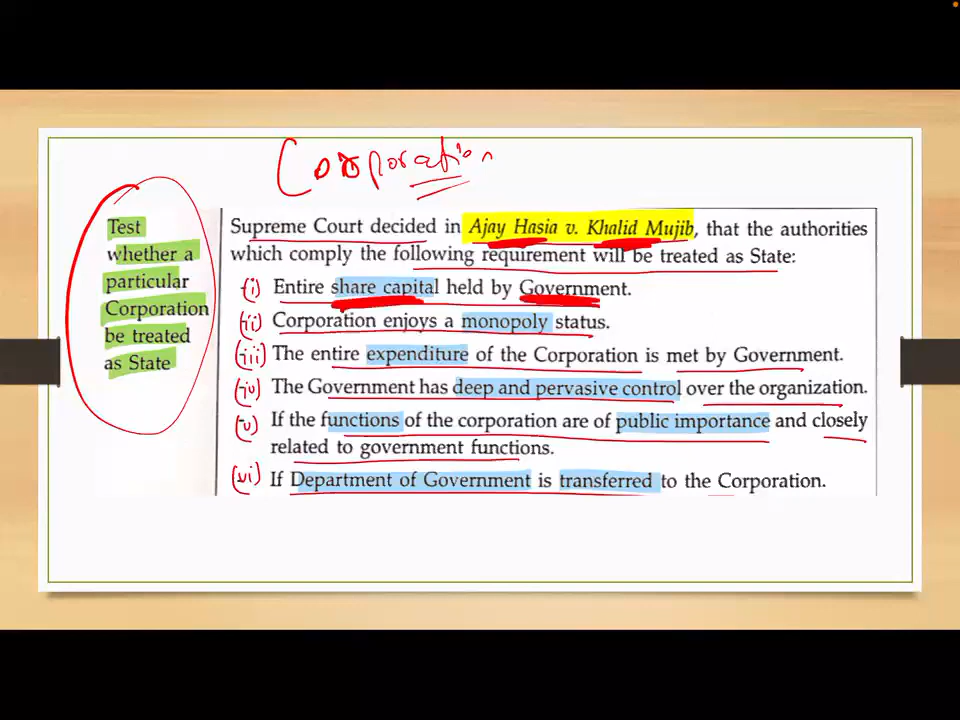 Corporation
Test
whether a
particular
Corporation
be treated
as State
Supreme Court decided in Ajay Hasia v. Khalid Mujib, that the authorities
which comply the following requirement will be treated as State:
(i) Entire share capital held by Government.
(ii) Corporation enjoys a monopoly status.
(iii) The entire expenditure of the Corporation is met by Government.
(iv) The Government has deep and pervasive control over the organization.
(v) If the functions of the corporation are of public importance and closely
related to government functions.
(vi) If Department of Government is transferred to the Corporation.